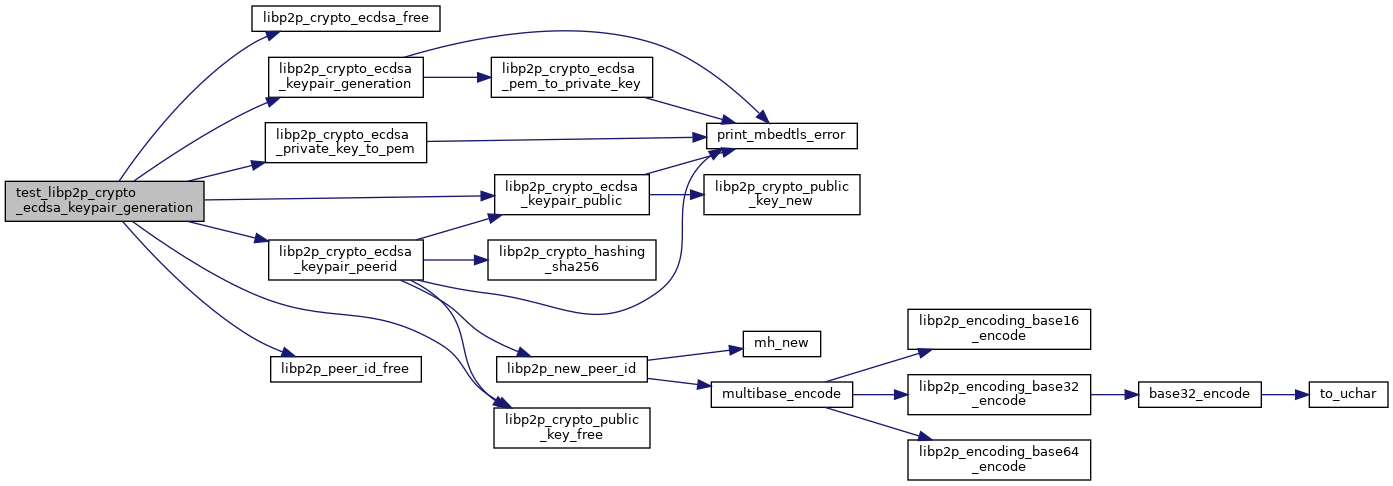 test_libp2p_crypto
_ecdsa_keypair_generation
libp2p_crypto_ecdsa_free
libp2p_crypto_ecdsa
_keypair_generation
libp2p_crypto_ecdsa
_private_key_to_pem
libp2p_crypto_ecdsa
_keypair_peerid
libp2p_peer_id_free
libp2p_crypto_ecdsa
_pem_to_private_key
libp2p_crypto_ecdsa
_keypair_public
libp2p_crypto_hashing
_sha256
libp2p_new_peer_id
libp2p_crypto_public
_key_free
print_mbedtls_error
libp2p_crypto_public
_key_new
mh_new
multibase_encode
libp2p_encoding_base16
_encode
libp2p_encoding_base32
_encode
libp2p_encoding_base64
_encode
base32_encode
to_uchar